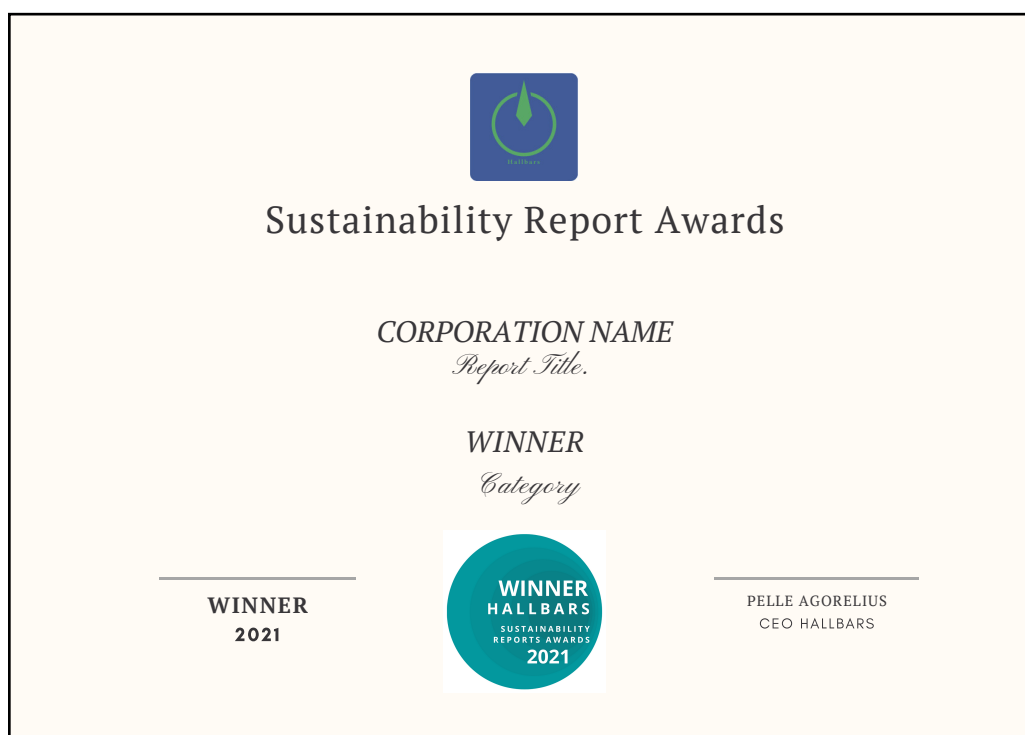 Hallbars
Sustainability Report Awards
CORPORATION NAME
Report Title.
WINNER
Category
WINNER
2021
WINNER
HALLBARS
SUSTAINABILITY
REPORTS AWARDS
2021
PELLE AGORELIUS
CEO HALLBARS